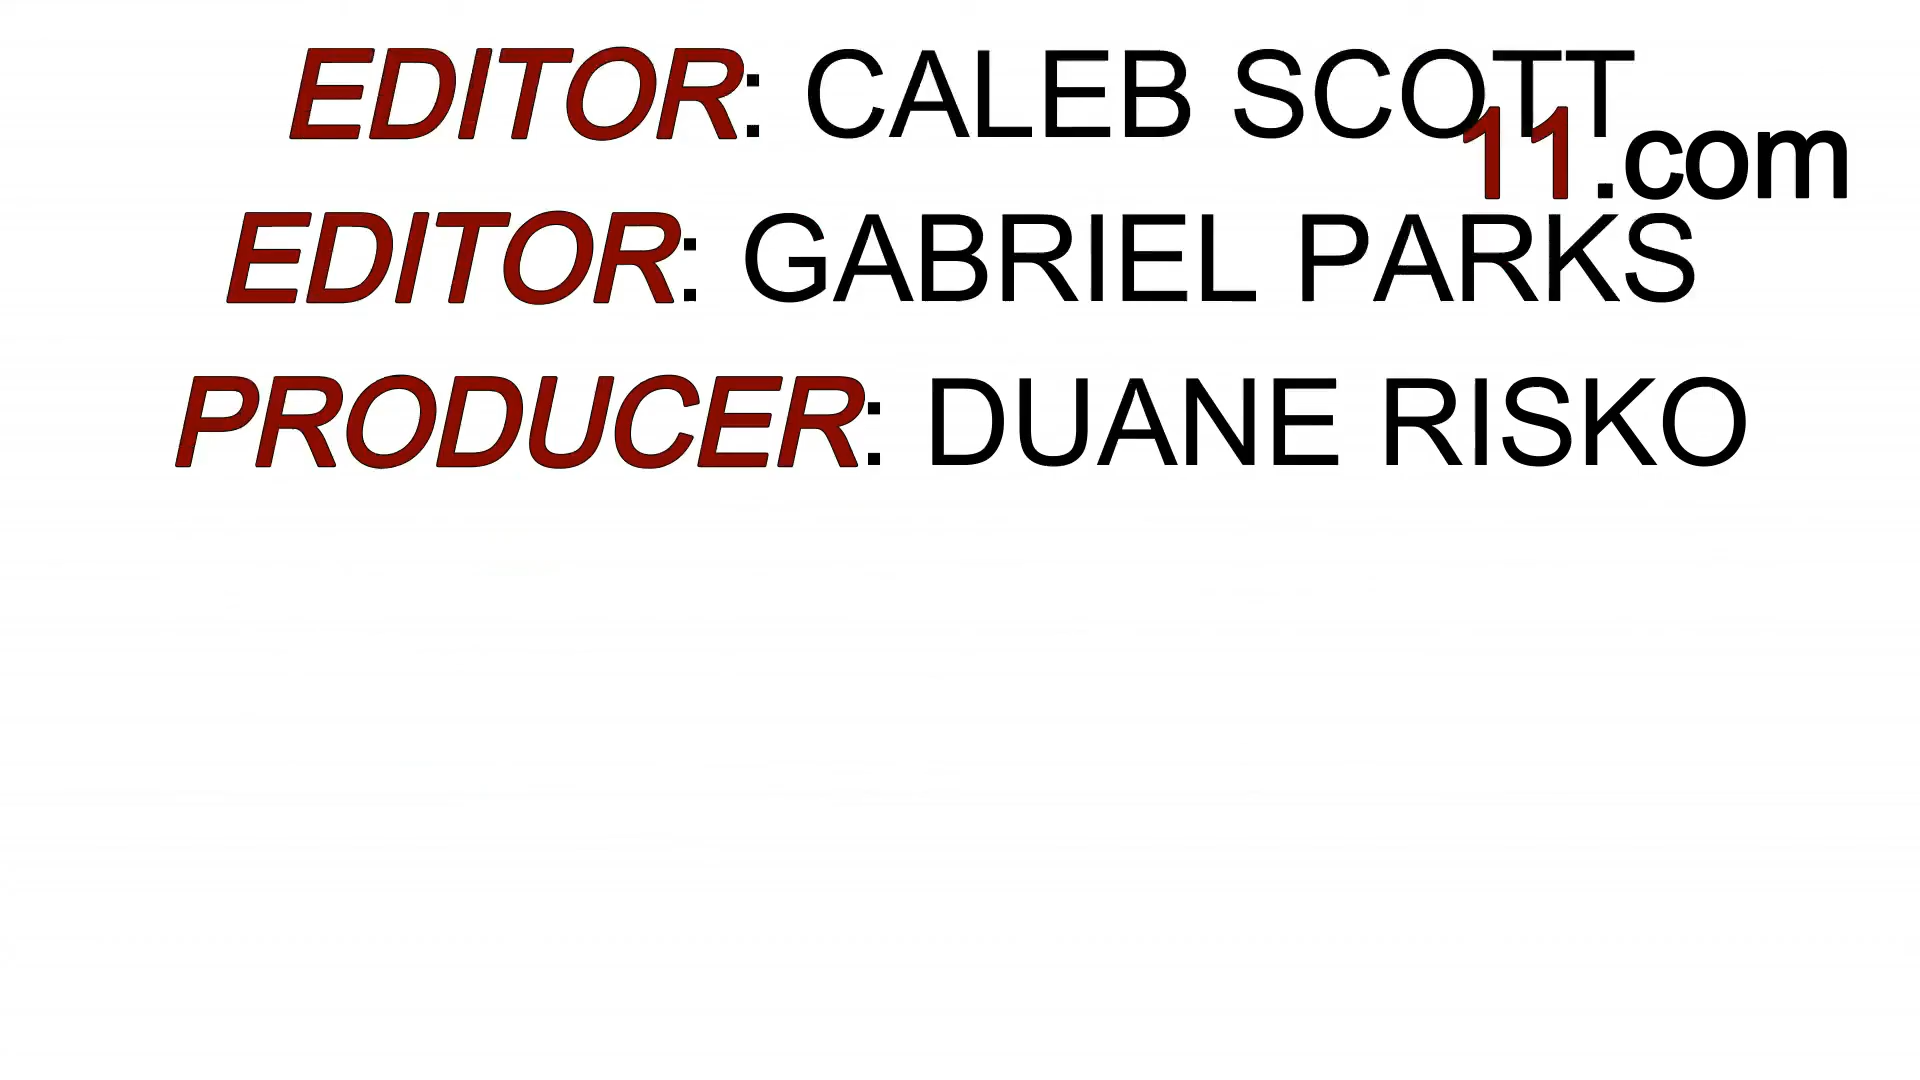 EDITOR: CALEB SCOTT
11.com
EDITOR: GABRIEL PARKS
PRODUCER: DUANE RISKO